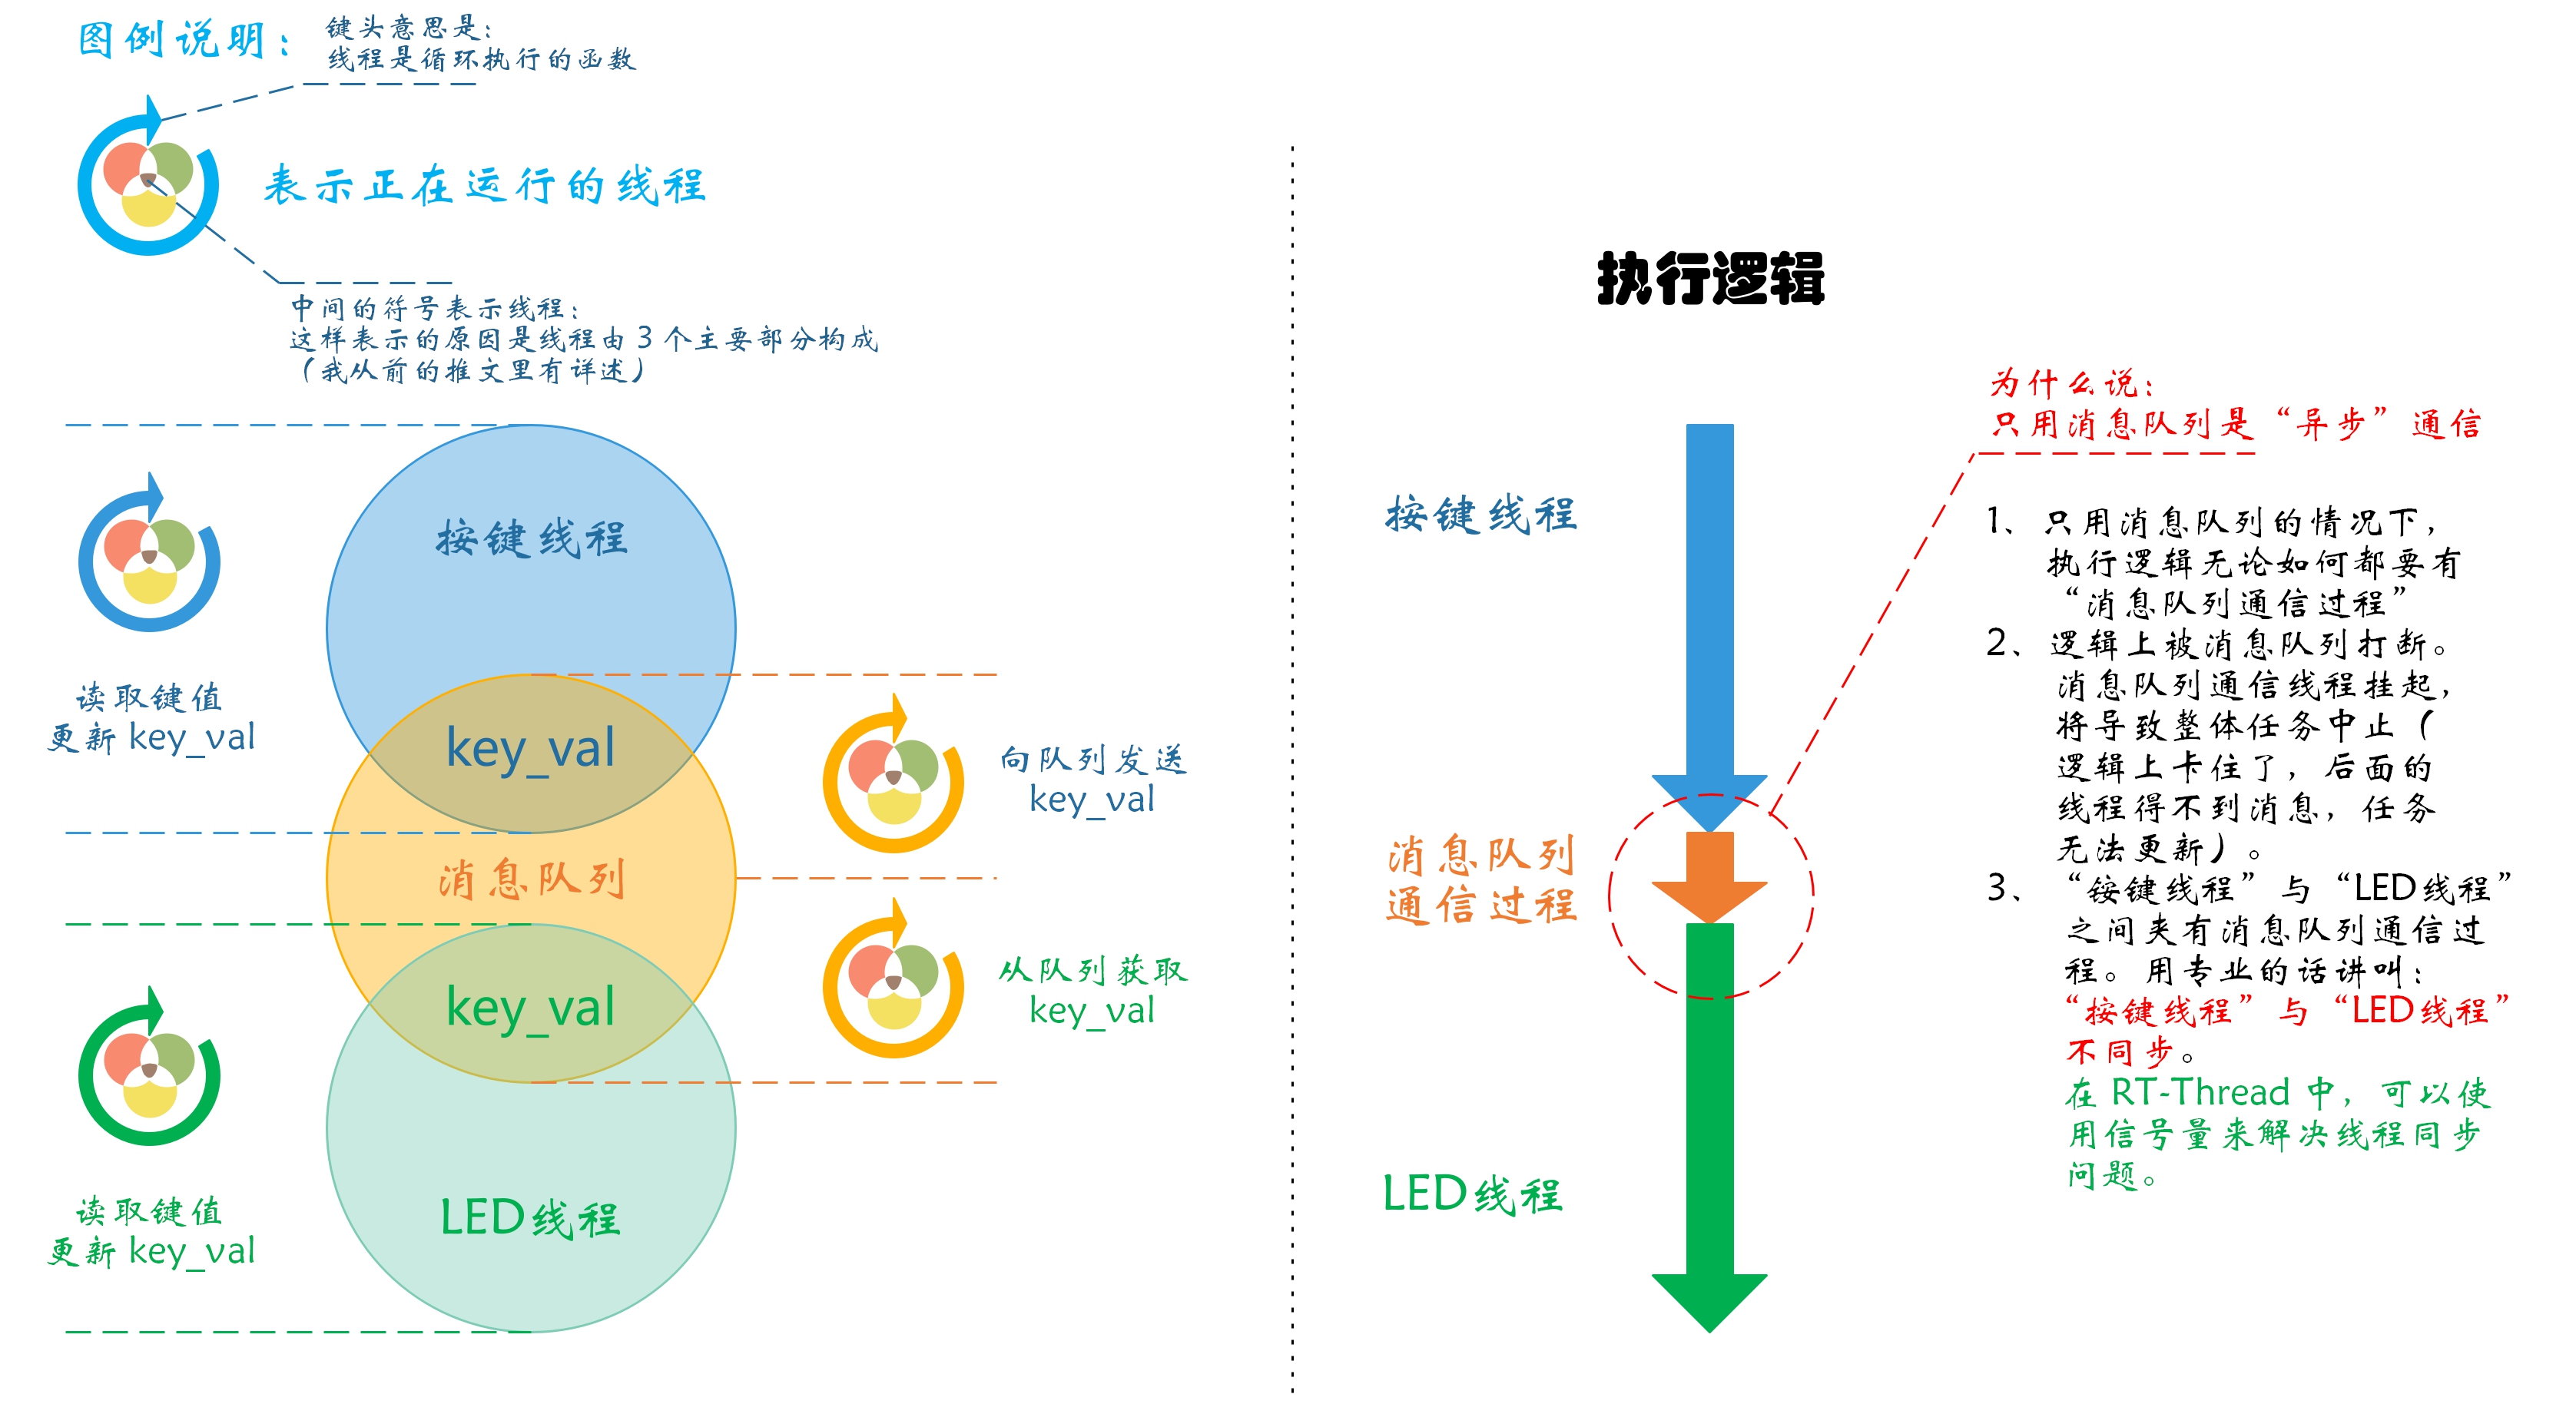 图例说明：
键头意思是：
线程是循环执行的函数
表示正在运行的线程
中间的符号表示线程：
这样表示的原因是线程由 3 个主要部分构成
（我从前的推文里有详述）
按键线程
读取键值
更新 key_val
key_val
向队列发送
key_val
消息队列
从队列获取
key_val
key_val
读取键值
更新 key_val
LED线程
执行逻辑
按键线程
消息队列
通信过程
LED线程
为什么说：
只用消息队列是“异步”通信
1、只用消息队列的情况下，
执行逻辑无论如何都要有
“消息队列通信过程”
2、逻辑上被消息队列打断。
消息队列通信线程挂起，
将导致整体任务中止（
逻辑上卡住了，后面的
线程得不到消息，任务
无法更新）。
3、“铵键线程”与“LED线程”
之间夹有消息队列通信过
程。用专业的话讲叫：
“按键线程”与“LED线程”
不同步。
在 RT-Thread 中，可以使
用信号量来解决线程同步
问题。